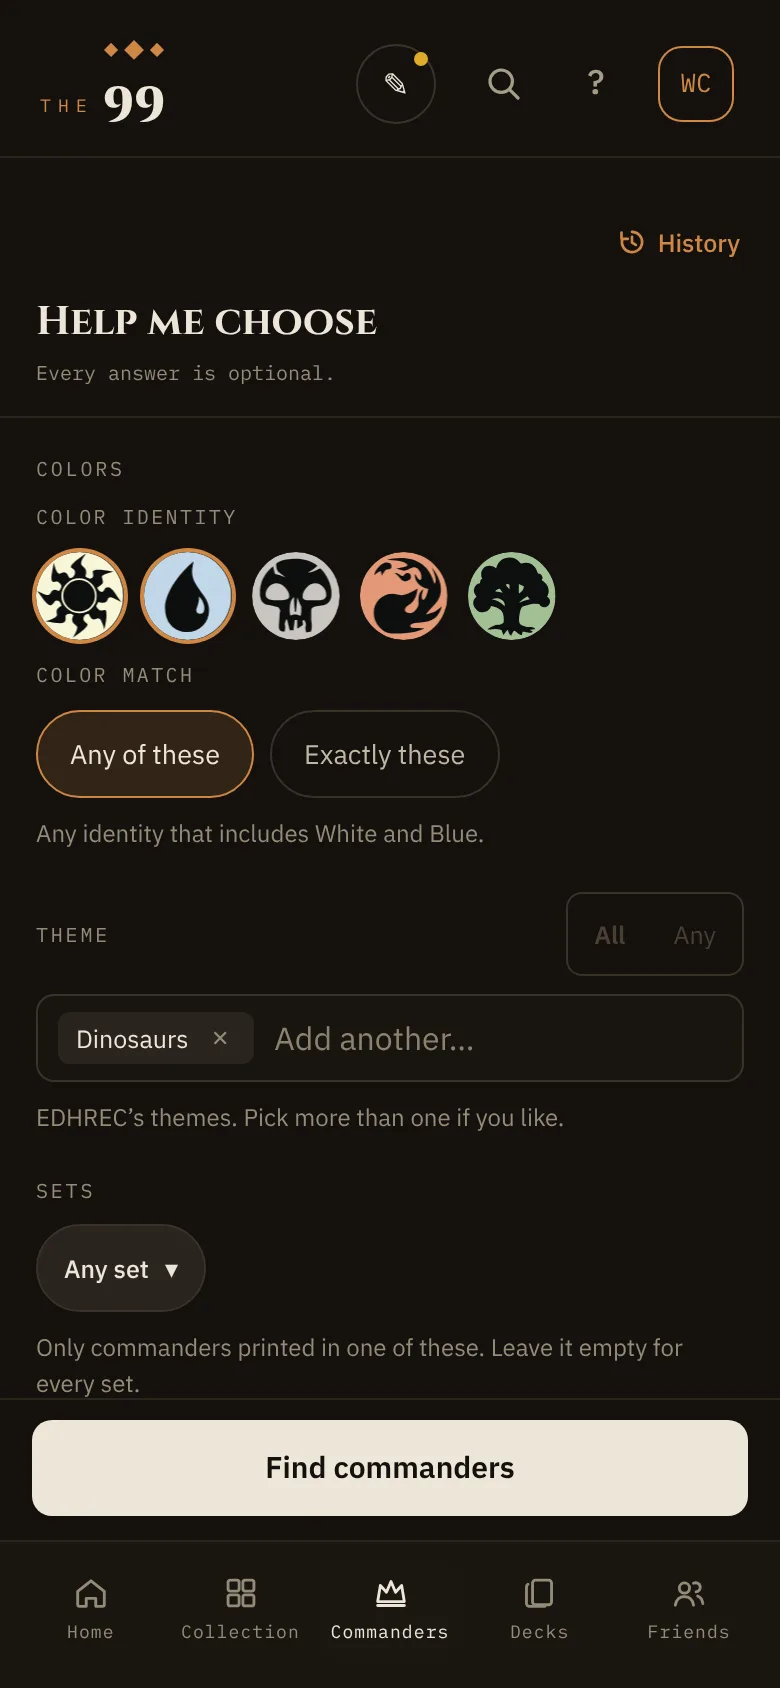 THE 99
?
WC
History
Help me choose
Every answer is optional.
COLORS
COLOR IDENTITY
COLOR MATCH
Any of these
Exactly these
Any identity that includes White and Blue.
THEME
All Any
Dinosaurs ×
Add another...
EDHREC’s themes. Pick more than one if you like.
SETS
Any set ▼
Only commanders printed in one of these. Leave it empty for
every set.
Find commanders
Home
Collection
Commanders
Decks
Friends